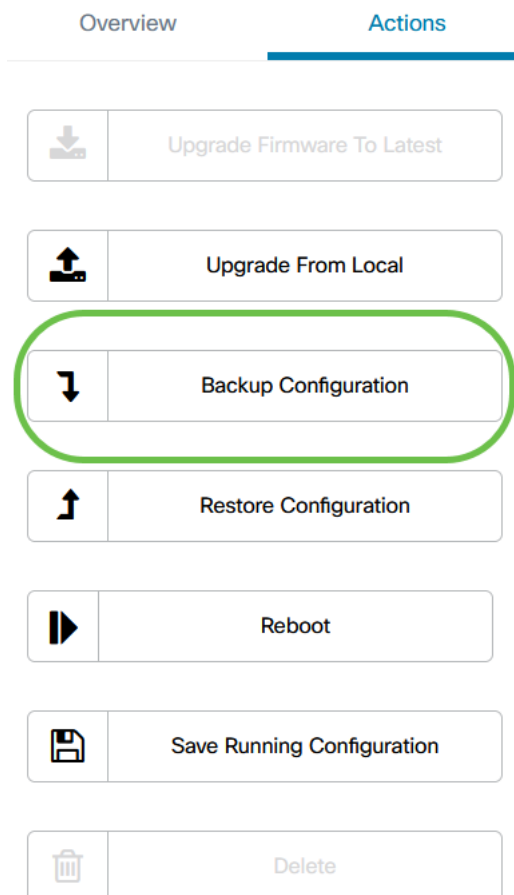 Overview Actions
Upgrade Firmware To Latest
Upgrade From Local
Backup Configuration
Restore Configuration
Reboot
Save Running Configuration
Delete